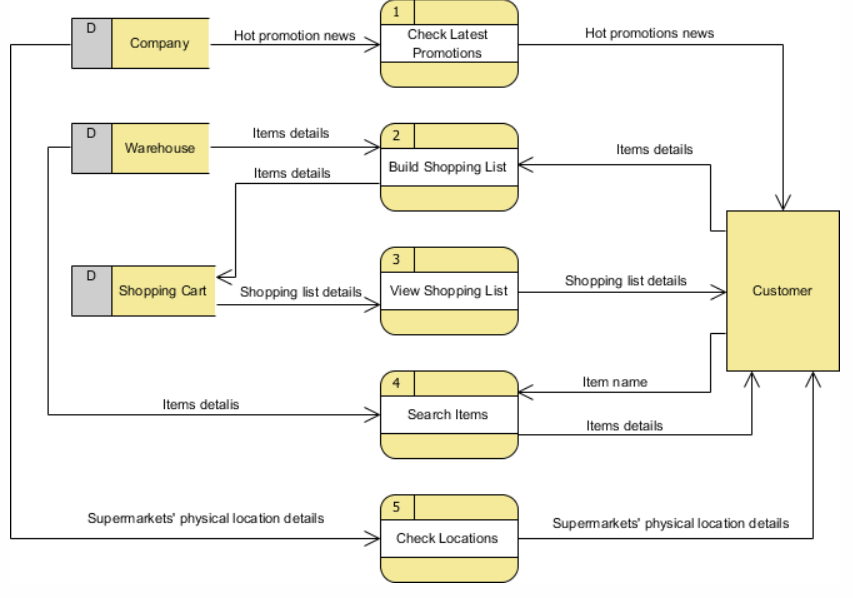 1
D
Company
Hot promotion news
Check Latest
Promotions
Hot promotions news
D
Warehouse
Items details
2
Build Shopping List
Items details
Items details
D
Shopping Cart
Shopping list details
3
View Shopping List
Shopping list details
Customer
4
Search Items
Items detalis
Item name
Items details
5
Check Locations
Supermarkets' physical location details
Supermarkets' physical location details